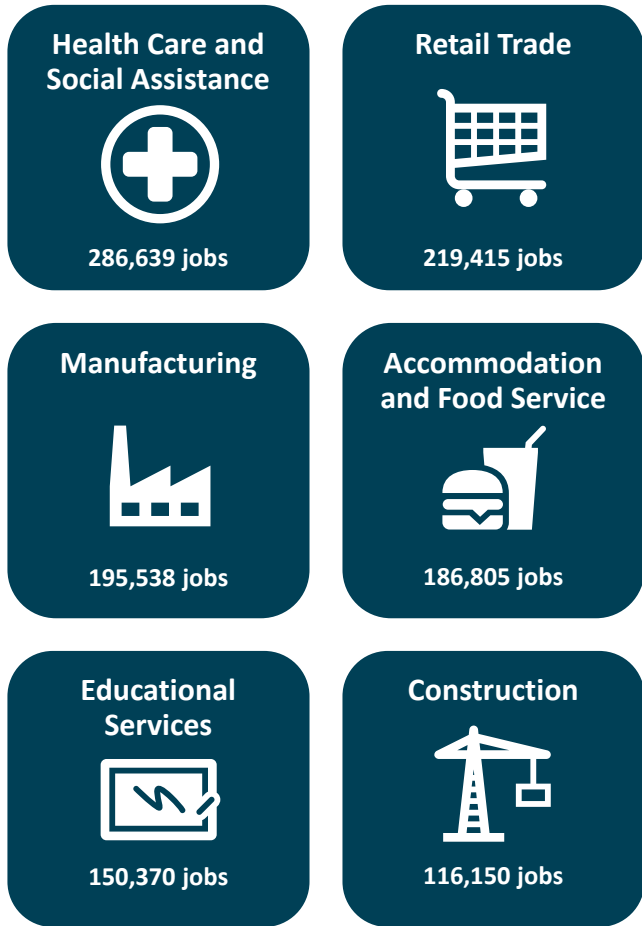 Health Care and
Social Assistance
286,639 jobs
Retail Trade
219,415 jobs
Manufacturing
195,538 jobs
Accommodation
and Food Service
186,805 jobs
Educational
Services
150,370 jobs
Construction
116,150 jobs